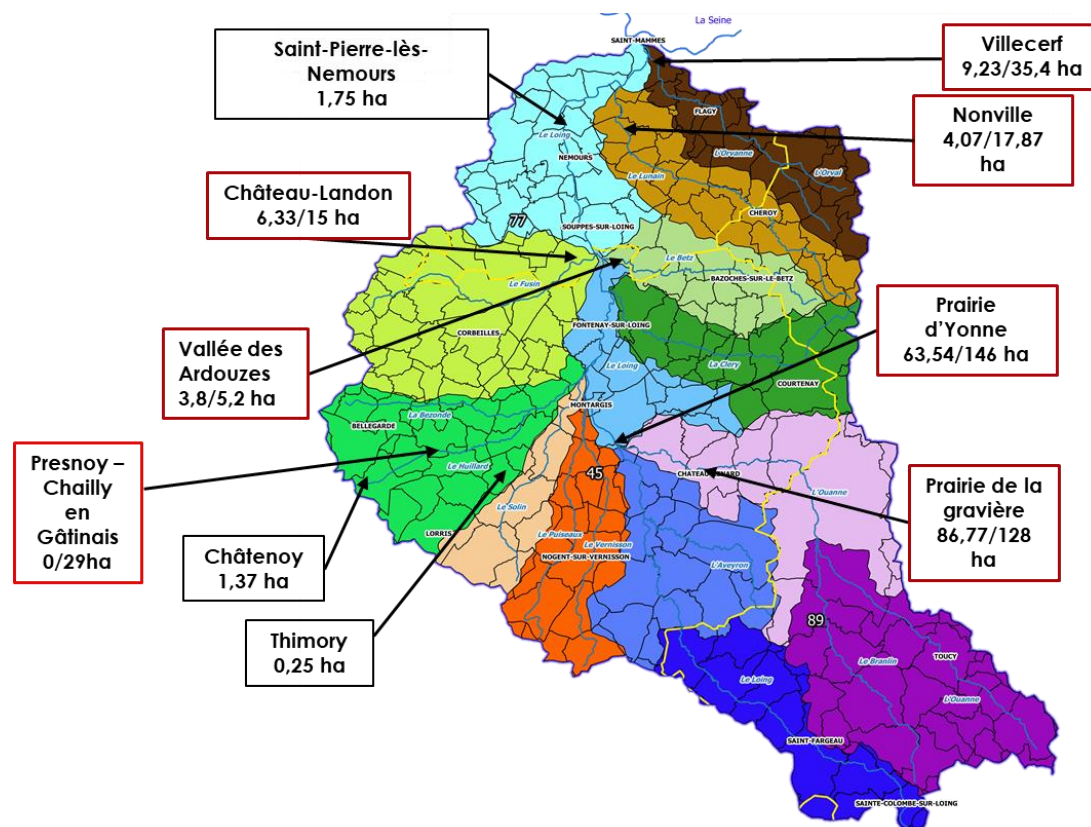 La Seine
SAINT-MAMMES
Saint-Pierre-lès-
Nemours
1,75 ha
Villecerf
9,23/35,4 ha
Nonville
4,07/17,87
ha
FLAGY
Le Loing
L'Orvanne
NEMOURS
L'Orval
Le Lunain
Château-Landon
6,33/15 ha
CHEROY
77
SOUPPES-SUR-LOING
Le Betz
BAZOCHES-SUR-LE-BETZ
Le Fusin
Prairie
d'Yonne
63,54/146 ha
FONTENAY-SUR-LOING
CORBEILLES
Vallée des
Ardouzes
3,8/5,2 ha
Le Loing
La Clery
COURTENAY
MONTARGIS
La Bezonde
BELLEGARDE
Presnoy –
Chailly
en
Gâtinais
0/29ha
Le Huillard
45
L'Ouanne
Prairie de la
gravière
86,77/128
ha
Le Solin
LORRIS
Le Puiseaux
Le Vernisson
NOGENT-SUR-VERNISSON
Châtenoy
1,37 ha
L'Aveyron
Thimory
0,25 ha
89
Le Branlin
TOUCY
Le Loing
L'Ouanne
SAINT-FARGEAU
SAINTE-COLOMBE-SUR-LOING